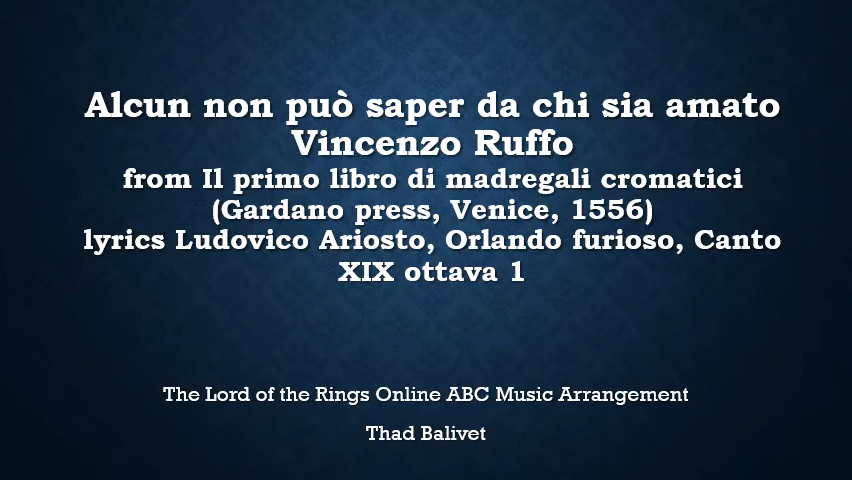 Alcun non può saper da chi sia amato
Vincenzo Ruffo
from Il primo libro di madregali cromatici
(Gardano press, Venice, 1556)
lyrics Ludovico Ariosto, Orlando furioso, Canto
XIX ottava 1
The Lord of the Rings Online ABC Music Arrangement
Thad Balivet